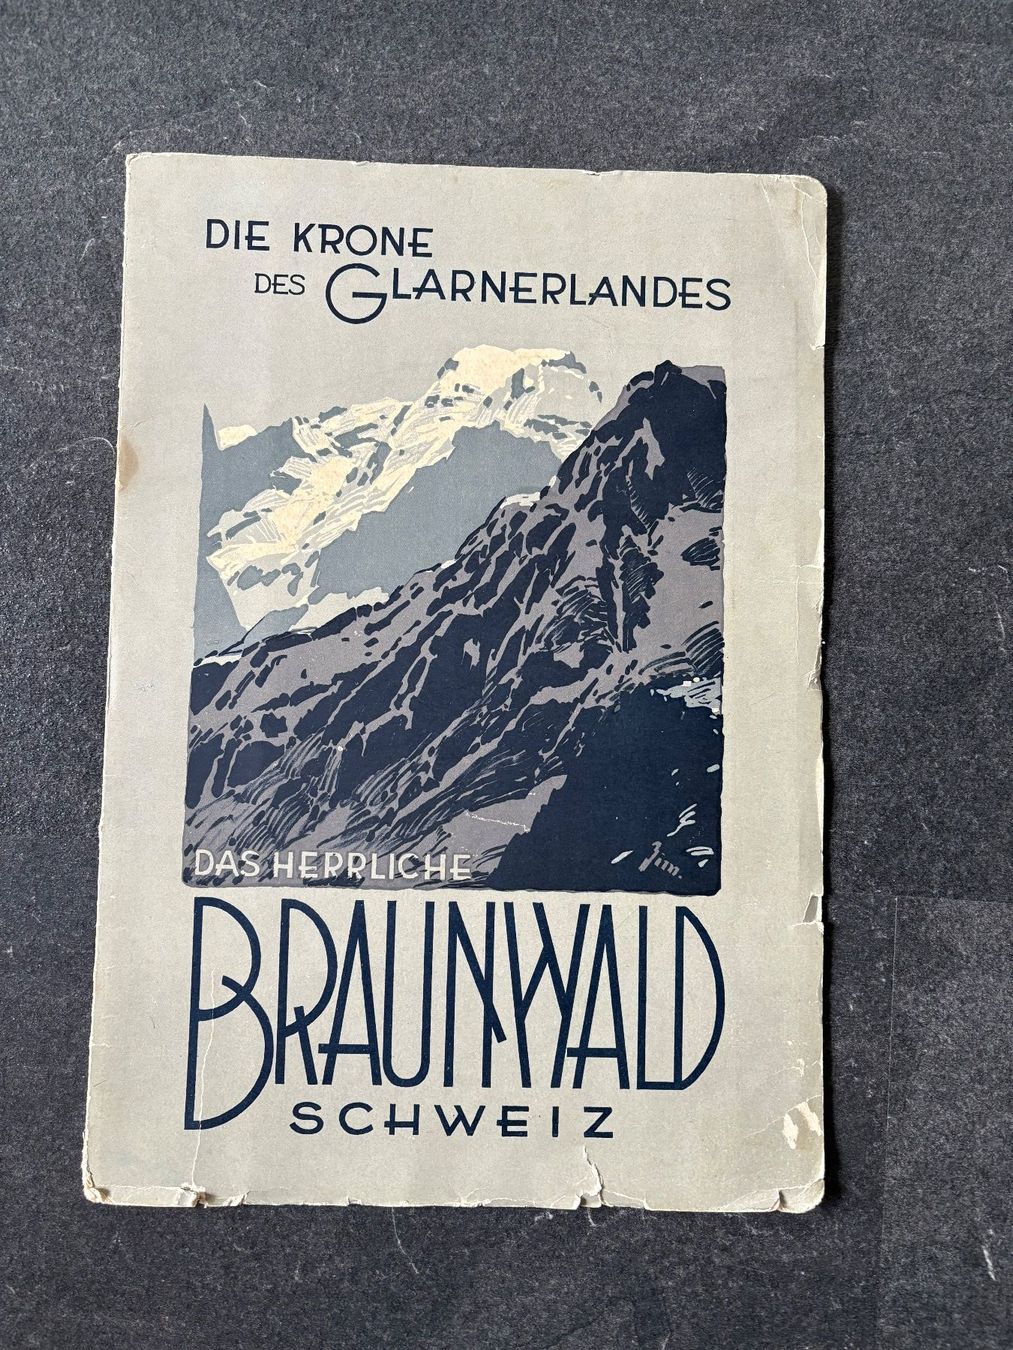 DIE KRONE
DES GLARNERLANDES
DAS HERRLICHE
BRAUNWALD
SCHWEIZ